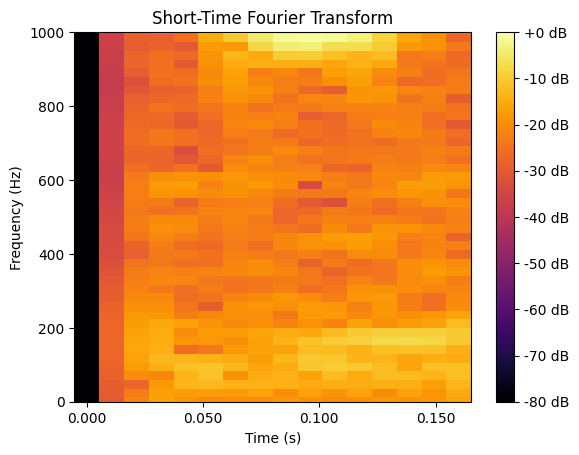 Short-Time Fourier Transform
1000
800
600
400
200
0
Frequency (Hz)
0.000
0.050
0.100
0.150
Time (s)
+0 dB
-10 dB
-20 dB
-30 dB
-40 dB
-50 dB
-60 dB
-70 dB
-80 dB